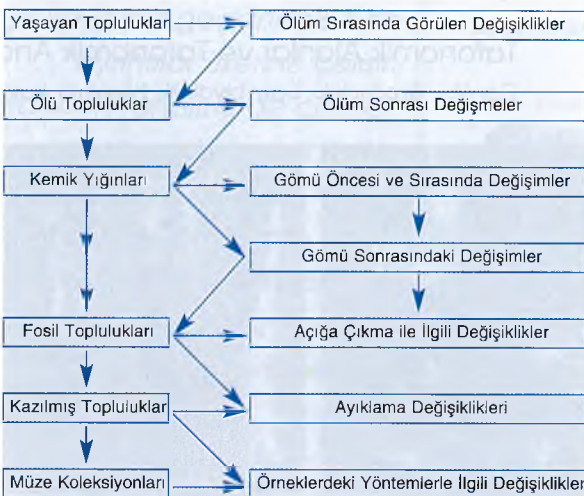 Yaşayan Topluluklar
Ölüm Sırasında Görülen Değişiklikler
Ölü Topluluklar
Ölüm Sonrası Değişmeler
Kemik Yığınları
Gömü Öncesi ve Sırasında Değişimler
Gömü Sonrasındaki Değişimler
Fosil Toplulukları
Açığa Çıkma ile İlgili Değişiklikler
Kazılmış Topluluklar
Ayıklama Değişiklikleri
Müze Koleksiyonları
Örneklerdeki Yöntemlerle İlgili Değişiklikler